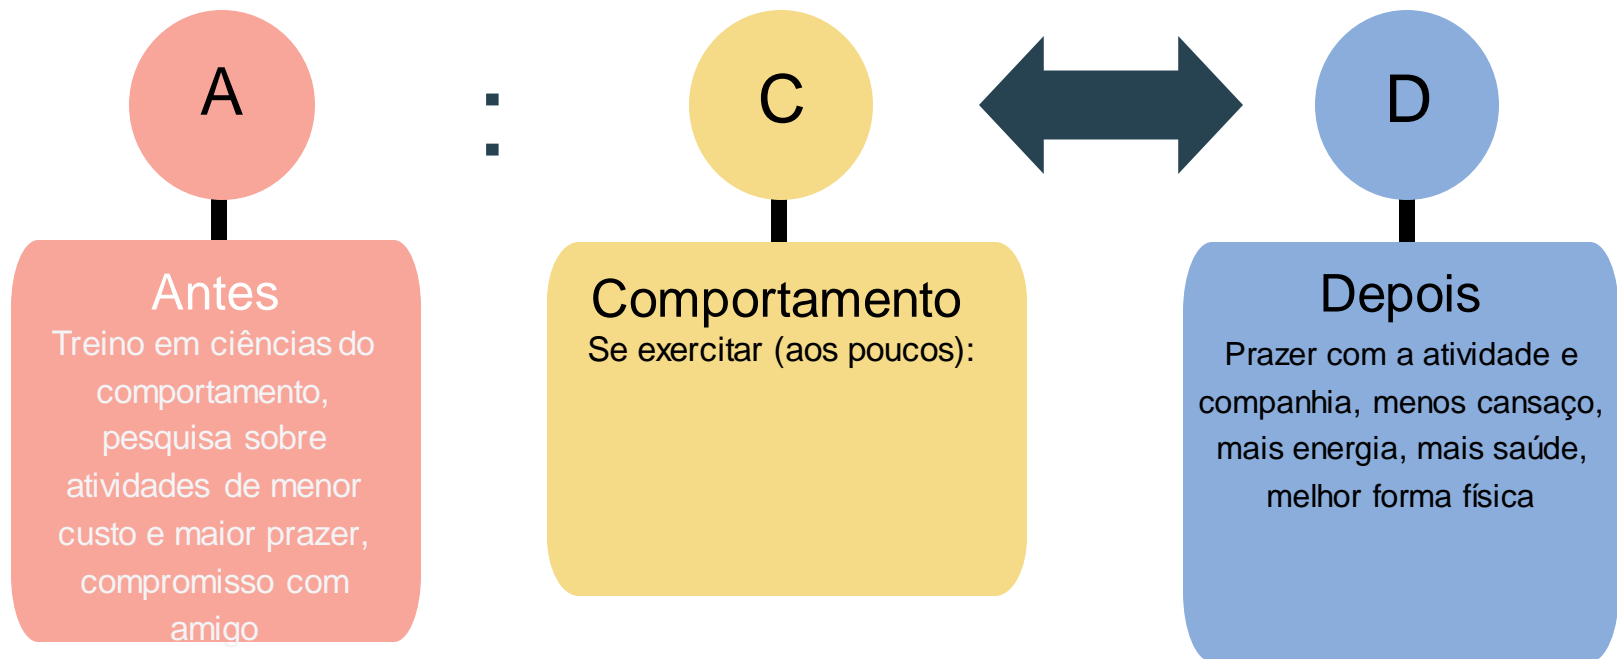 A
:
C
D
Antes
Treino em ciências do
comportamento,
pesquisa sobre
atividades de menor
custo e maior prazer,
compromisso com
amigo
Comportamento
Se exercitar (aos poucos):
Depois
Prazer com a atividade e
companhia, menos cansaço,
mais energia, mais saúde,
melhor forma física